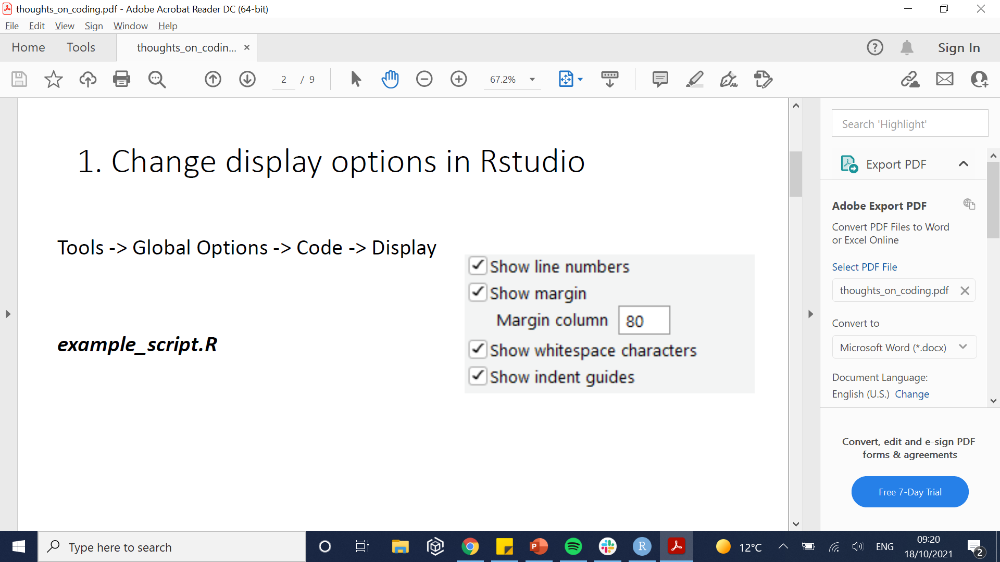 thoughts_on_coding.pdf - Adobe Acrobat Reader DC (64-bit)
File Edit View Sign Window Help
Home Tools thoughts_on_codin... Sign In
2 / 9 67.2%
1. Change display options in Rstudio
Tools -> Global Options -> Code -> Display
Show line numbers
Show margin
Margin column 80
Show whitespace characters
Show indent guides
example_script.R
Search 'Highlight'
Export PDF
Adobe Export PDF
Convert PDF Files to Word
or Excel Online
Select PDF File
thoughts_on_coding.pdf
Convert to
Microsoft Word (*.docx)
Document Language:
English (U.S.) Change
Convert, edit and e-sign PDF
forms & agreements
Free 7-Day Trial
Type here to search
P
R
12°C
ENG
09:20
18/10/2021
2